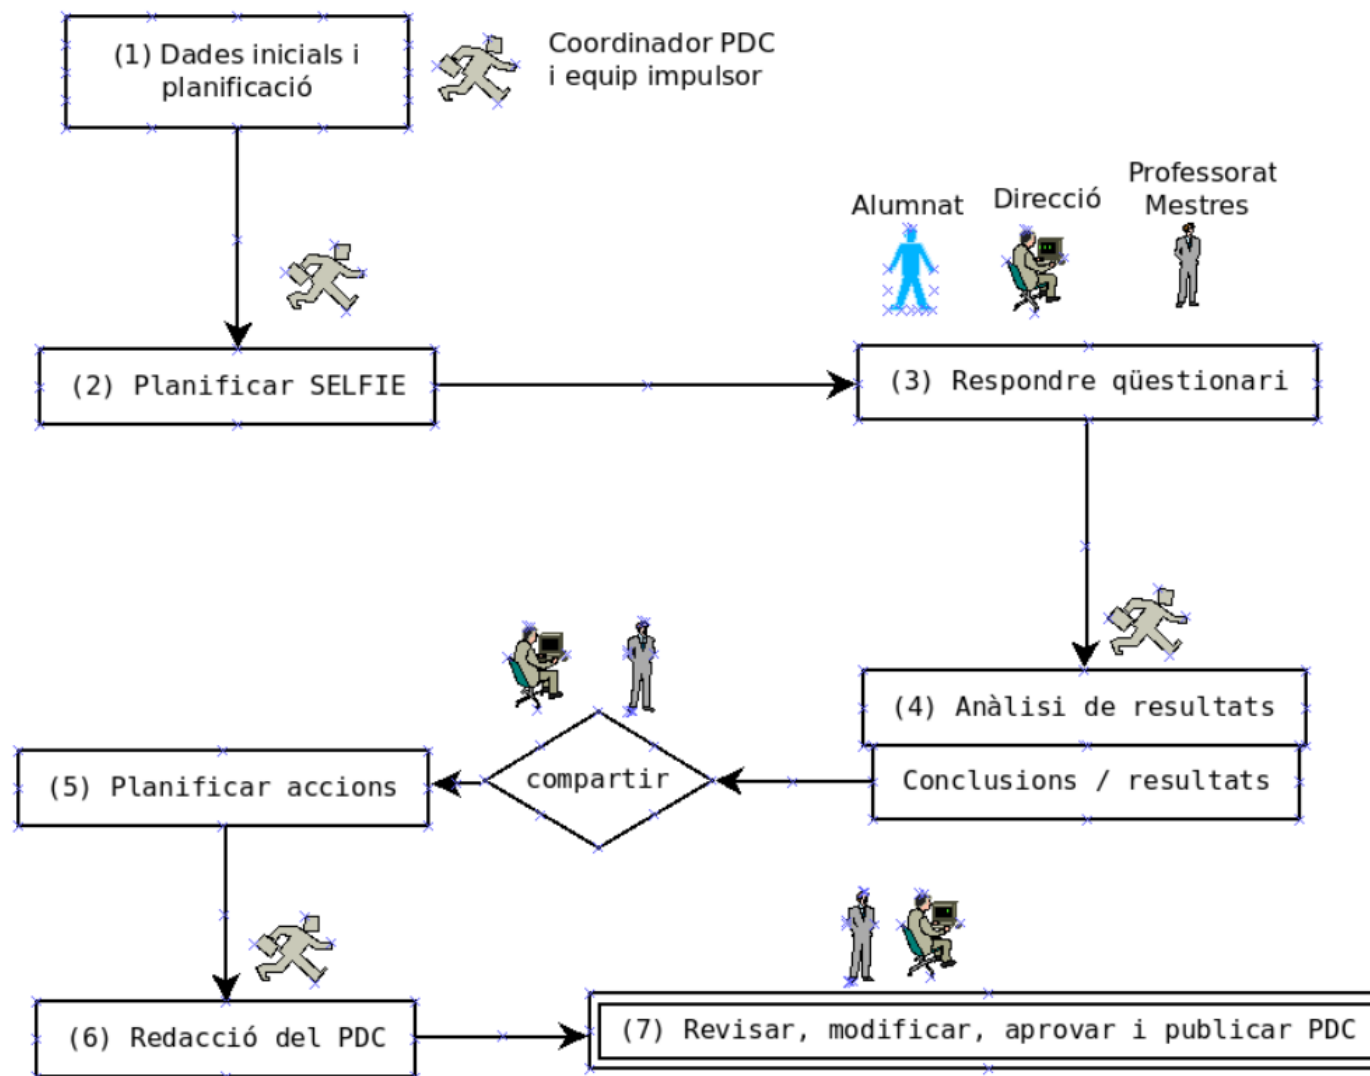 (1) Dades inicials i
planificació
Coordinador PDC
i equip impulsor
Alumnat
Direcció
Professorat
Mestres
(2) Planificar SELFIE
(3) Respondre qüestionari
(4) Anàlisi de resultats
Conclusions / resultats
compartir
(5) Planificar accions
(6) Redacció del PDC
(7) Revisar, modificar, aprovar i publicar PDC